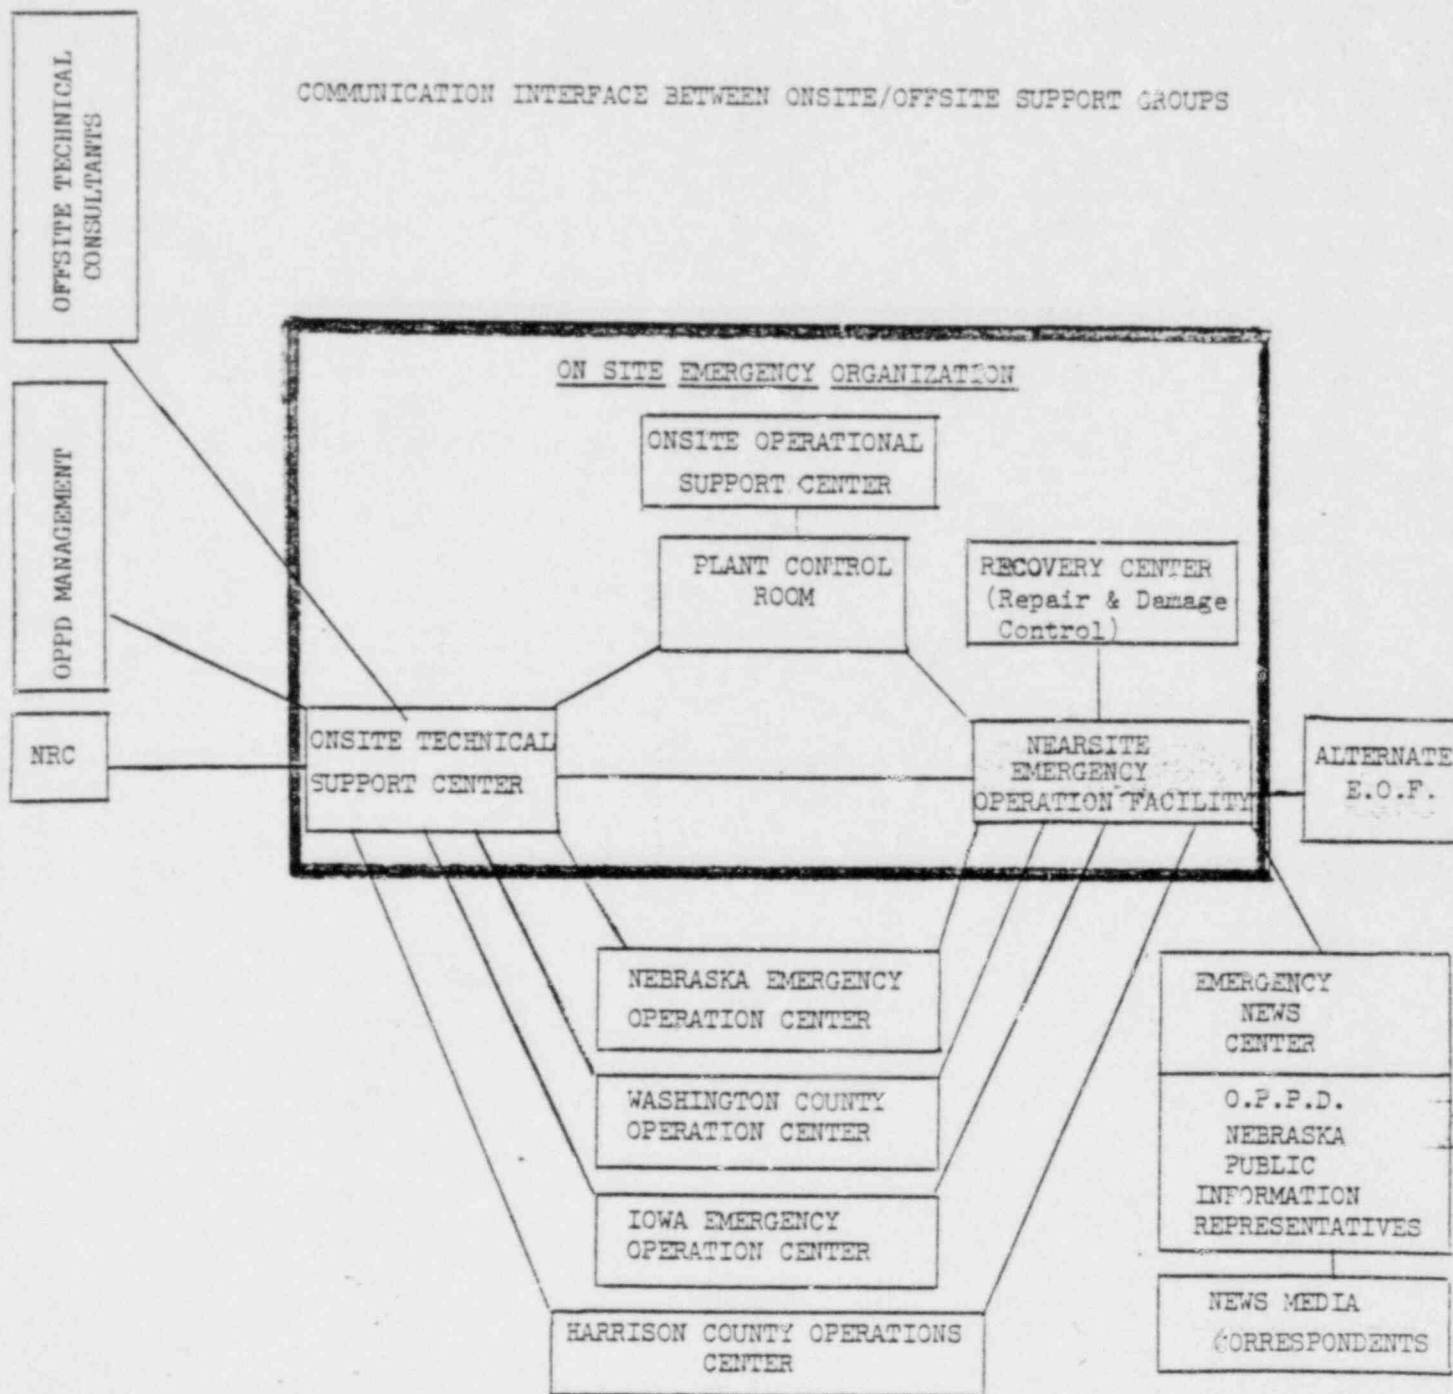 COMMUNICATION INTERFACE BETWEEN ONSITE/OFFSITE SUPPORT GROUPS
OFFSITE TECHNICAL
CONSULTANTS
OPPD MANAGEMENT
NRC
ON SITE EMERGENCY ORGANIZATION
ONSITE OPERATIONAL
SUPPORT CENTER
PLANT CONTROL
ROOM
RECOVERY CENTER
(Repair & Damage
Control)
ONSITE TECHNICAL
SUPPORT CENTER
NEARSITE
EMERGENCY
OPERATION FACILITY
ALTERNATE
E.O.F.
NEBRASKA EMERGENCY
OPERATION CENTER
WASHINGTON COUNTY
OPERATION CENTER
IOWA EMERGENCY
OPERATION CENTER
HARRISON COUNTY OPERATIONS
CENTER
EMERGENCY
NEWS
CENTER
O.P.P.D.
NEBRASKA
PUBLIC
INFORMATION
REPRESENTATIVES
NEWS MEDIA
CORRESPONDENTS